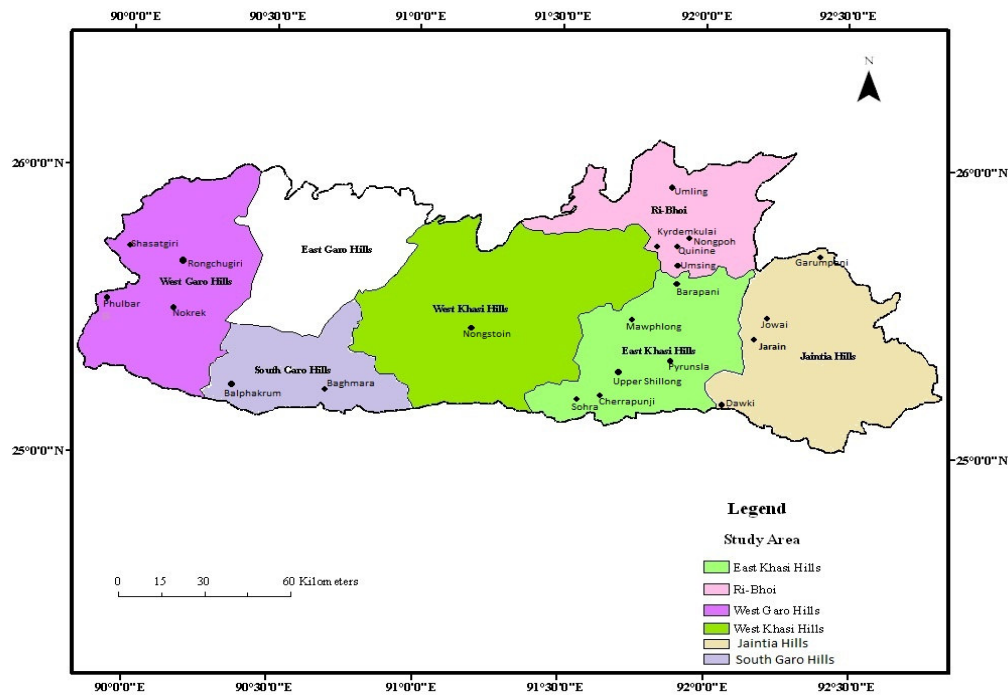 90°0'0"E 90°30'0"E 91°0'0"E 91°30'0"E 92°0'0"E 92°30'0"E
N
26°0'0"N 26°0'0"N
Umling
Ri-Bhoi
Kyrdemkulai
Nongpoh
Quinine
Umsing
Shasatgiri
East Garo Hills
Rongchugiri
West Garo Hills
Garumpani
Barapani
Phulbar
Nokrek
West Khasi Hills
Nongstoin
Mawphlong
Jowai
Jarain
East Khasi Hills
Jaintia Hills
Pyrunsla
South Garo Hills
Upper Shillong
Balphakrum
Baghmara
Cherrapunji
Sohra
Dawki
25°0'0"N 25°0'0"N
Legend
Study Area
East Khasi Hills
Ri-Bhoi
West Garo Hills
West Khasi Hills
Jaintia Hills
South Garo Hills
0 15 30 60 Kilometers
90°0'0"E 90°30'0"E 91°0'0"E 91°30'0"E 92°0'0"E 92°30'0"E